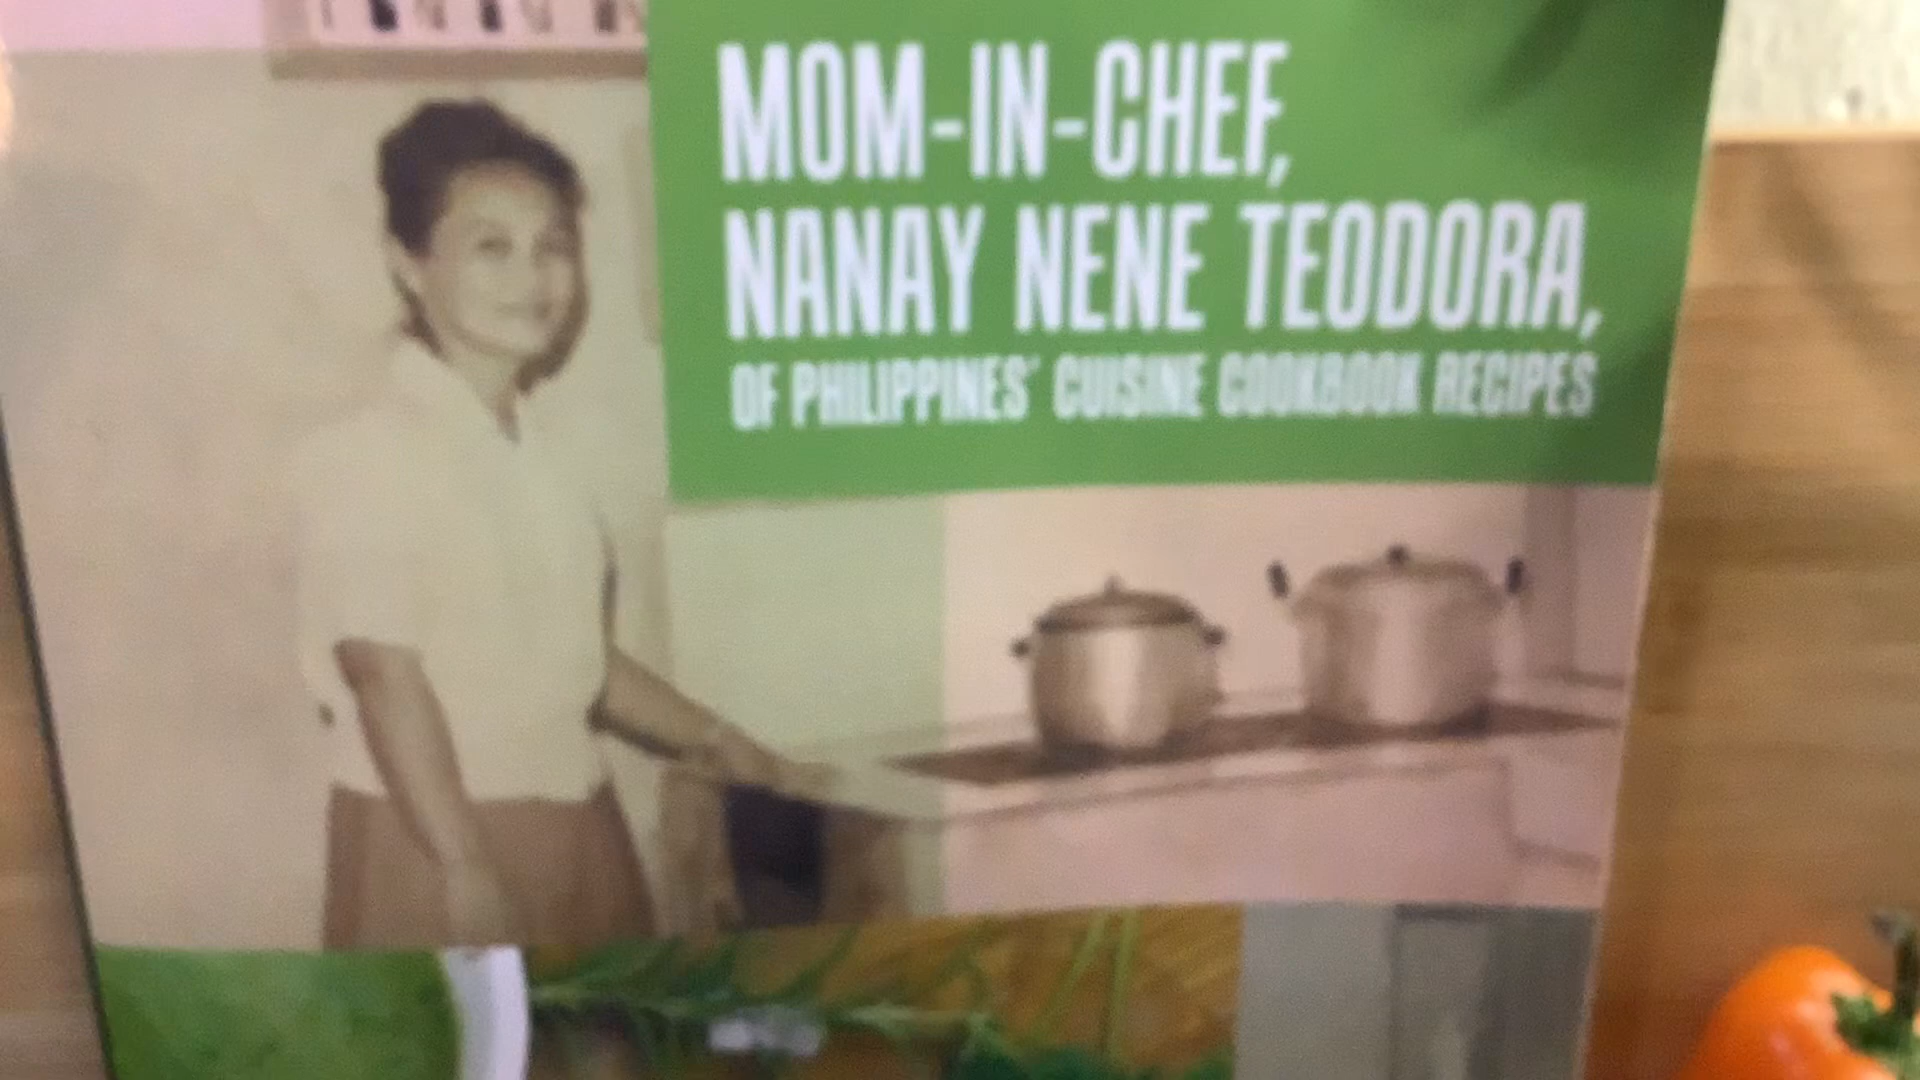 MOM-IN-CHEF,
NANAY NENE TEODORA,
OF PHILIPPINES' CUISINE COOKBOOK RECIPES